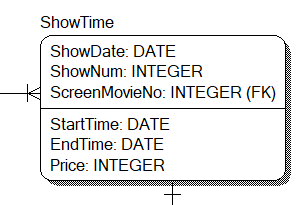 ShowTime
ShowDate: DATE
ShowNum: INTEGER
ScreenMovieNo: INTEGER (FK)
StartTime: DATE
EndTime: DATE
Price: INTEGER